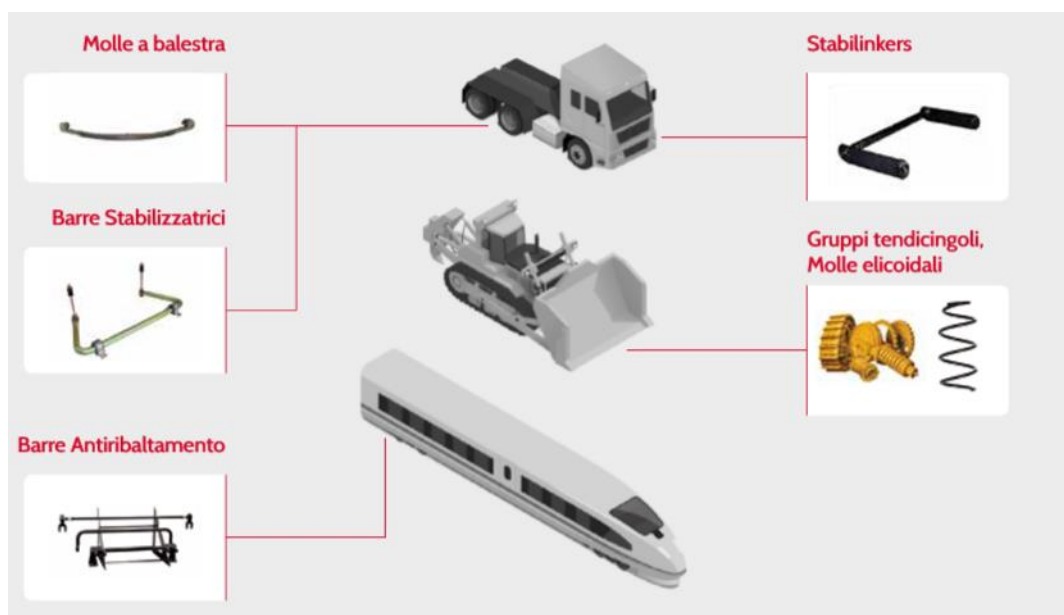 Molle a balestra
Barre Stabilizzatrici
Barre Antiribaltamento
Stabilinkers
Gruppi tendicingoli,
Molle elicoidali